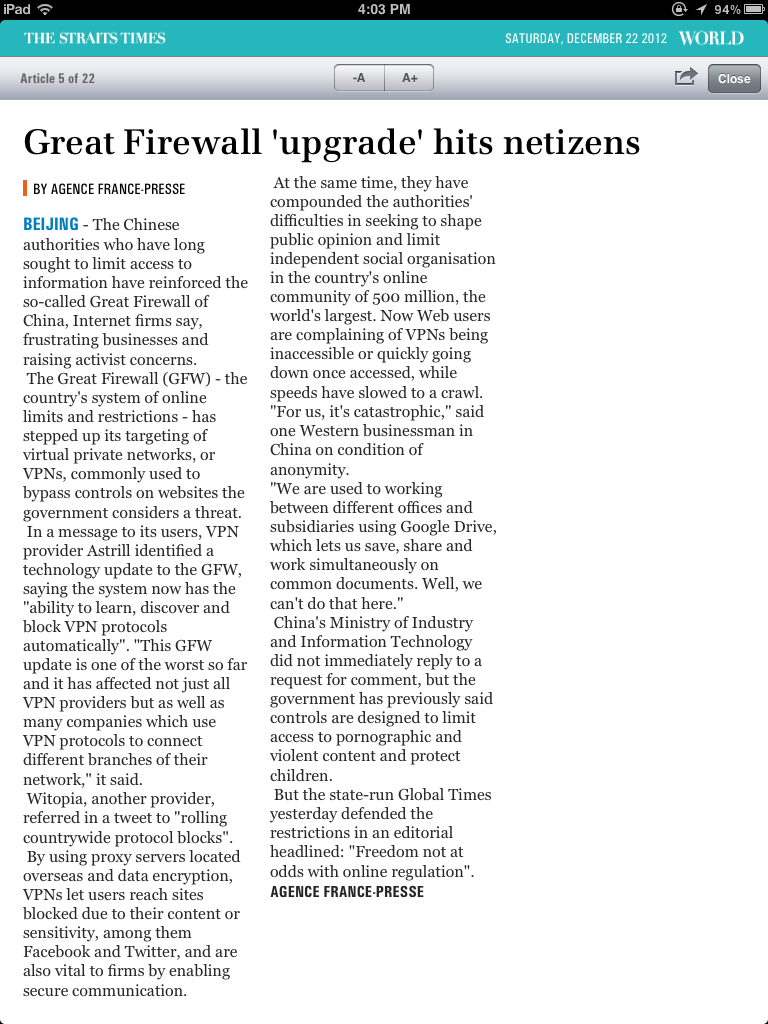 iPad
4:03 PM
94%
THE STRAITS TIMES
SATURDAY, DECEMBER 22 2012 WORLD
Article 5 of 22
-A
A+
Close
Great Firewall 'upgrade' hits netizens
BY AGENCE FRANCE-PRESSE
BEIJING - The Chinese
authorities who have long
sought to limit access to
information have reinforced the
so-called Great Firewall of
China, Internet firms say,
frustrating businesses and
raising activist concerns.
The Great Firewall (GFW) - the
country's system of online
limits and restrictions - has
stepped up its targeting of
virtual private networks, or
VPNs, commonly used to
bypass controls on websites the
government considers a threat.
In a message to its users, VPN
provider Astrill identified a
technology update to the GFW,
saying the system now has the
"ability to learn, discover and
block VPN protocols
automatically". "This GFW
update is one of the worst so far
and it has affected not just all
VPN providers but as well as
many companies which use
VPN protocols to connect
different branches of their
network," it said.
Witopia, another provider,
referred in a tweet to "rolling
countrywide protocol blocks".
By using proxy servers located
overseas and data encryption,
VPNs let users reach sites
blocked due to their content or
sensitivity, among them
Facebook and Twitter, and are
also vital to firms by enabling
secure communication.
At the same time, they have
compounded the authorities'
difficulties in seeking to shape
public opinion and limit
independent social organisation
in the country's online
community of 500 million, the
world's largest. Now Web users
are complaining of VPNs being
inaccessible or quickly going
down once accessed, while
speeds have slowed to a crawl.
"For us, it's catastrophic," said
one Western businessman in
China on condition of
anonymity.
"We are used to working
between different offices and
subsidiaries using Google Drive,
which lets us save, share and
work simultaneously on
common documents. Well, we
can't do that here."
China's Ministry of Industry
and Information Technology
did not immediately reply to a
request for comment, but the
government has previously said
controls are designed to limit
access to pornographic and
violent content and protect
children.
But the state-run Global Times
yesterday defended the
restrictions in an editorial
headlined: "Freedom not at
odds with online regulation".
AGENCE FRANCE-PRESSE